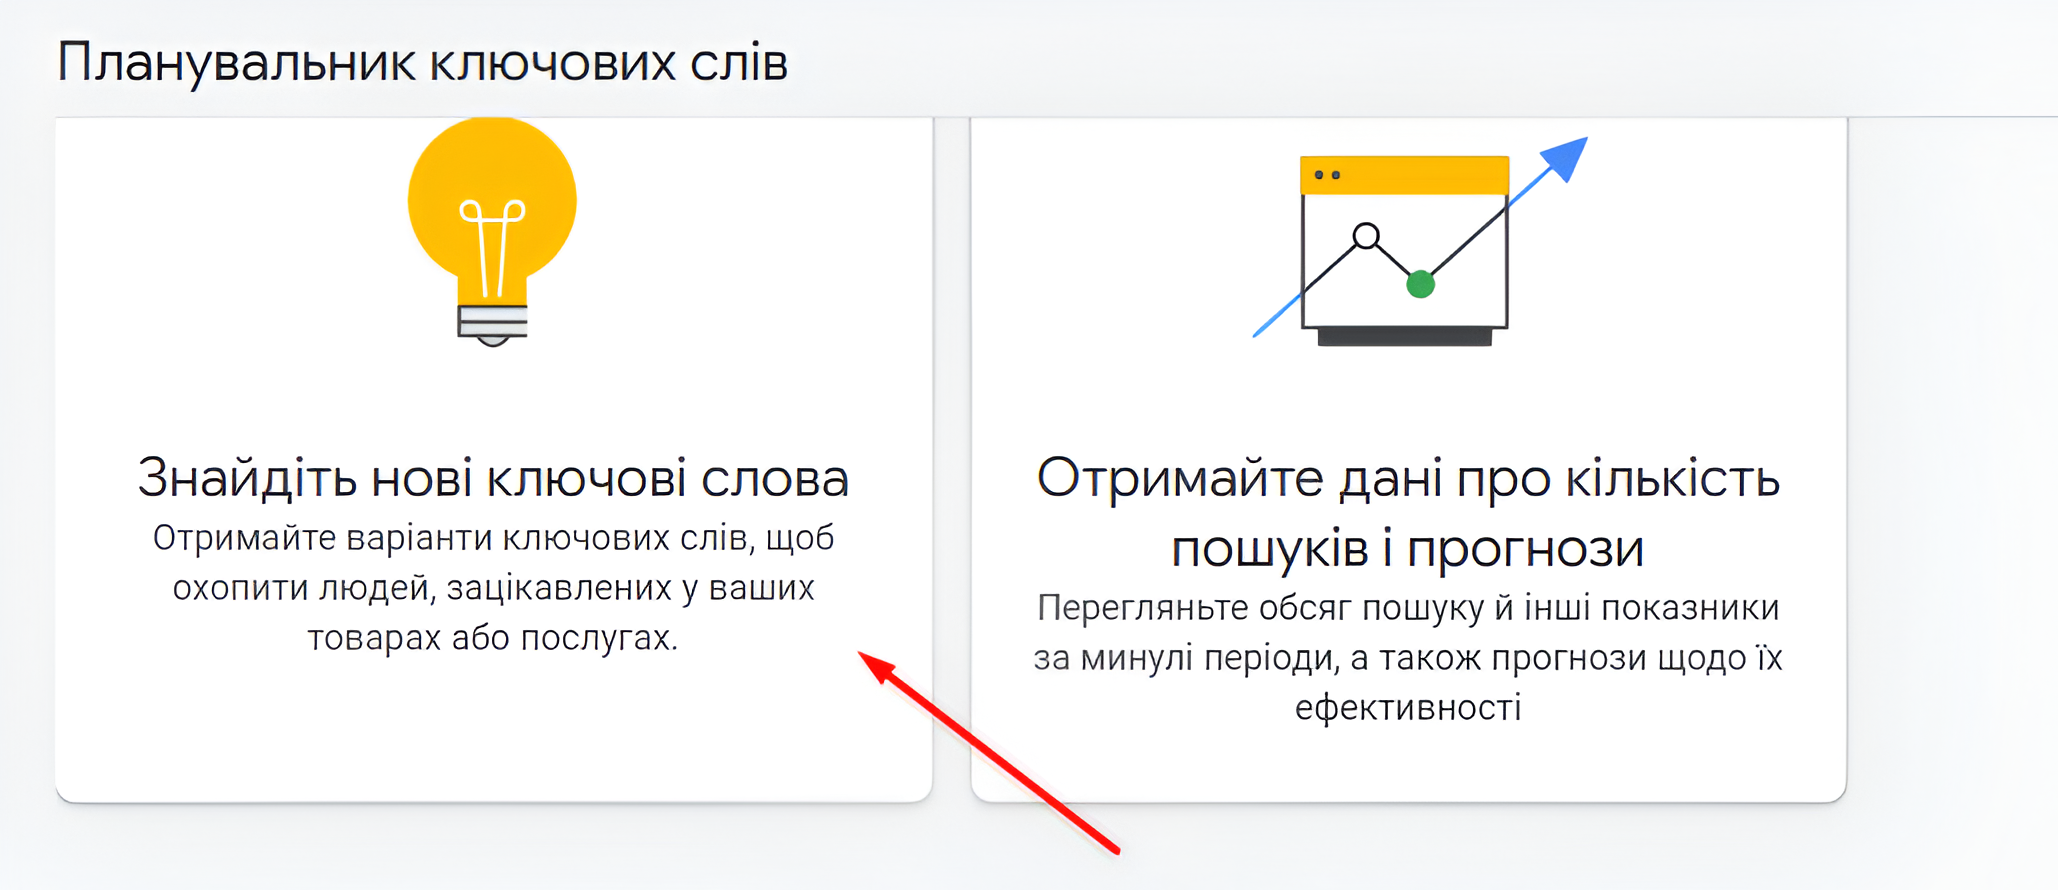 Планувальник ключових слів
Знайдіть нові ключові слова
Отримайте варіанти ключових слів, щоб
охопити людей, зацікавлених у ваших
товарах або послугах.
Отримайте дані про кількість
пошуків і прогнози
Перегляньте обсяг пошуку й інші показники
за минулі періоди, а також прогнози щодо їх
ефективності